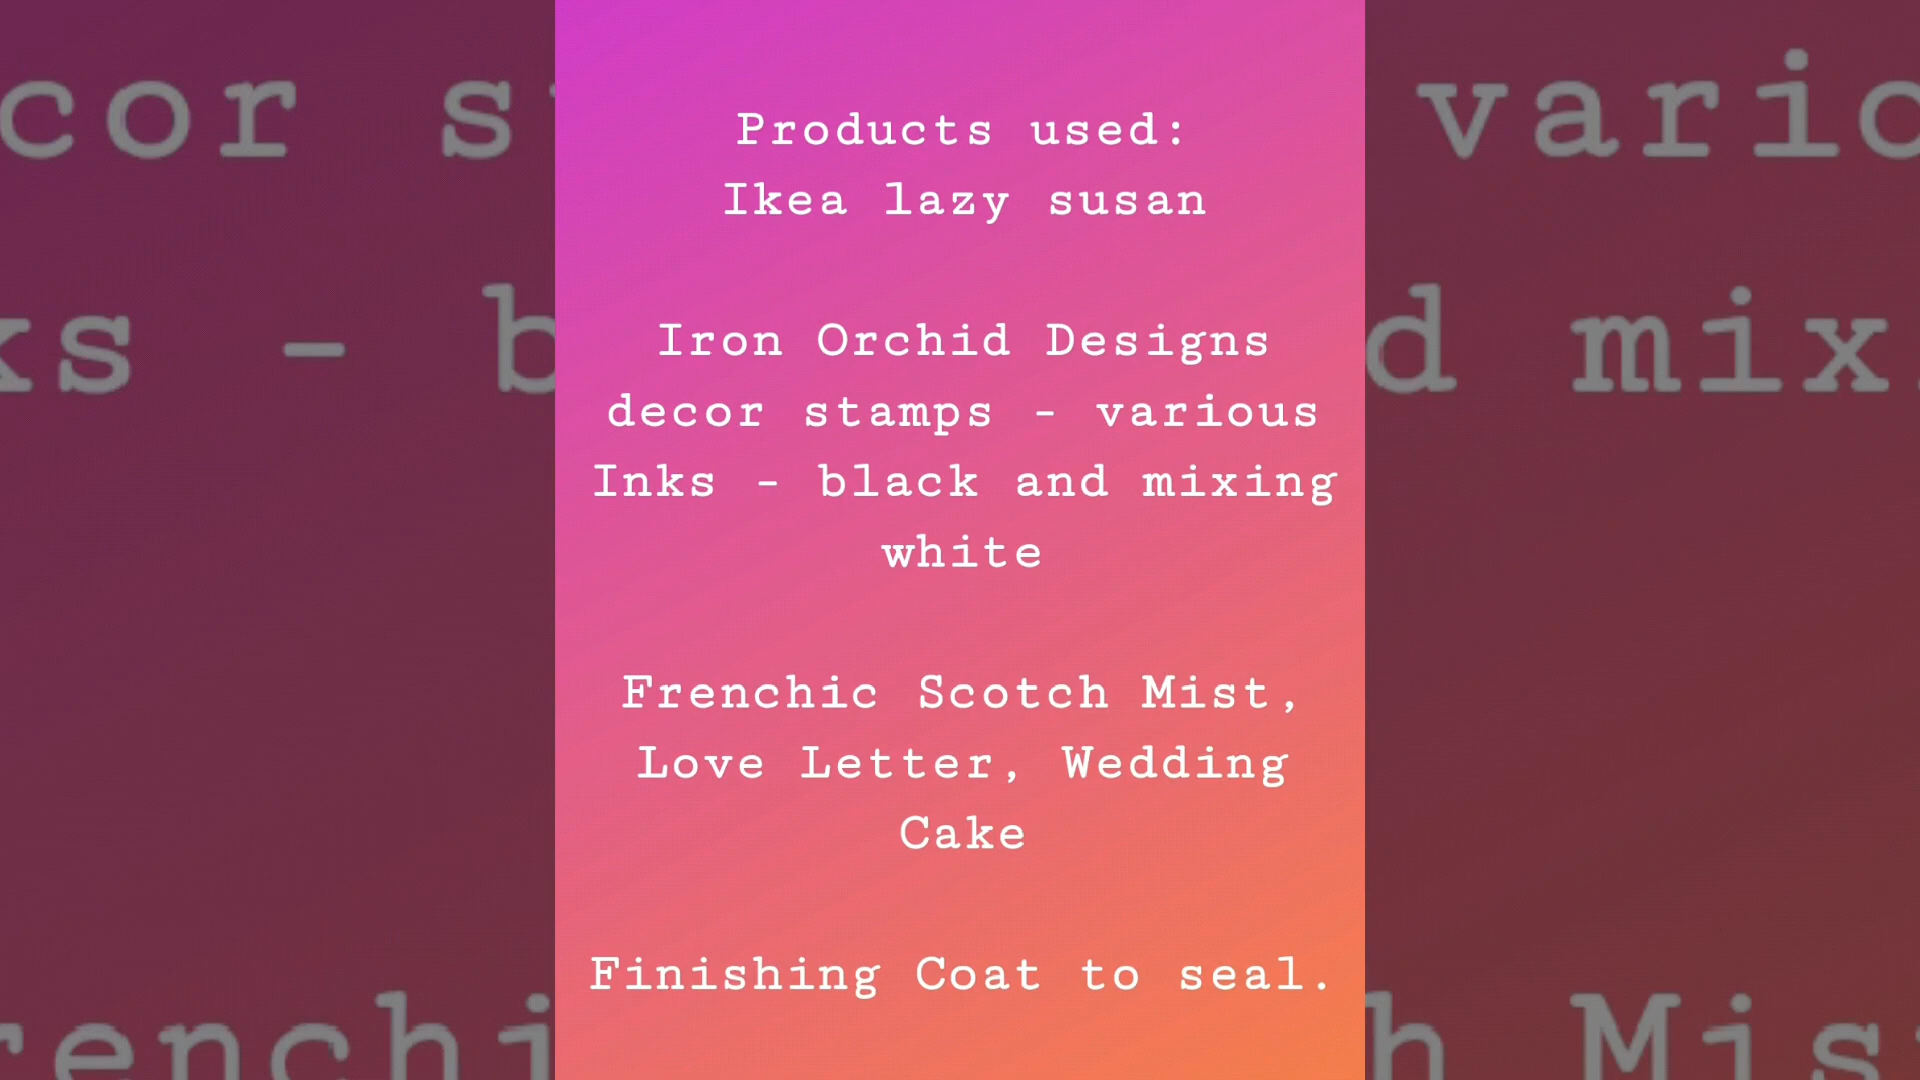 Products used:
Ikea lazy susan
Iron Orchid Designs
decor stamps - various
Inks - black and mixing
white
Frenchic Scotch Mist,
Love Letter, Wedding
Cake
Finishing Coat to seal.